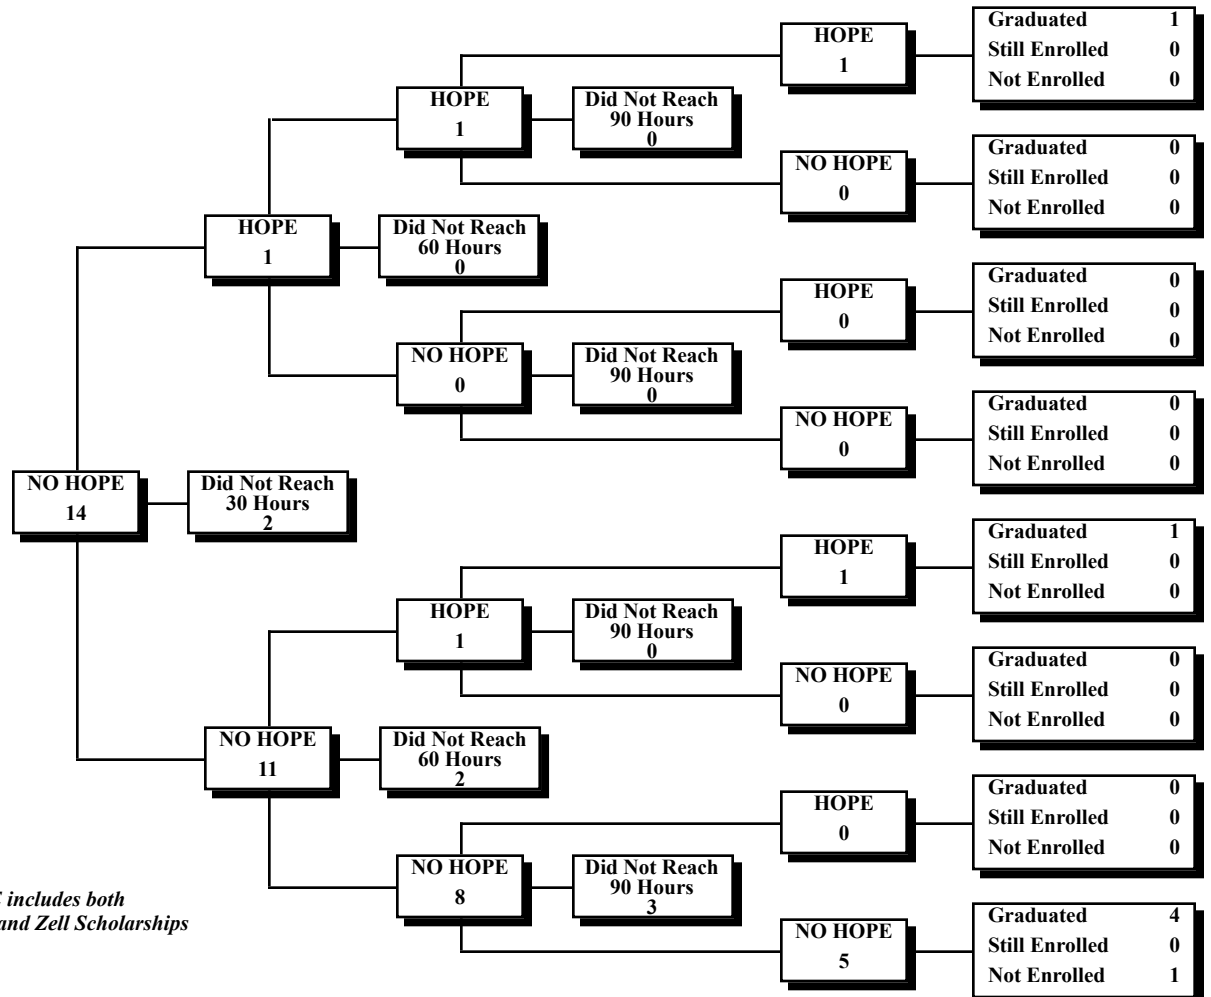 Graduated 1
HOPE
Still Enrolled 0
1
Not Enrolled 0
HOPE
1
Did Not Reach
90 Hours
0
Graduated 0
NO HOPE
Still Enrolled 0
0
Not Enrolled 0
HOPE
1
Did Not Reach
60 Hours
0
Graduated 0
HOPE
Still Enrolled 0
0
Not Enrolled 0
NO HOPE
0
Did Not Reach
90 Hours
0
Graduated 0
NO HOPE
Still Enrolled 0
0
Not Enrolled 0
NO HOPE
14
Did Not Reach
30 Hours
2
Graduated 1
HOPE
Still Enrolled 0
1
Not Enrolled 0
HOPE
1
Did Not Reach
90 Hours
0
Graduated 0
NO HOPE
Still Enrolled 0
0
Not Enrolled 0
NO HOPE
11
Did Not Reach
60 Hours
2
Graduated 0
HOPE
Still Enrolled 0
0
Not Enrolled 0
NO HOPE
8
Did Not Reach
90 Hours
3
Graduated 4
NO HOPE
Still Enrolled 0
5
Not Enrolled 1
includes both
and Zell Scholarships